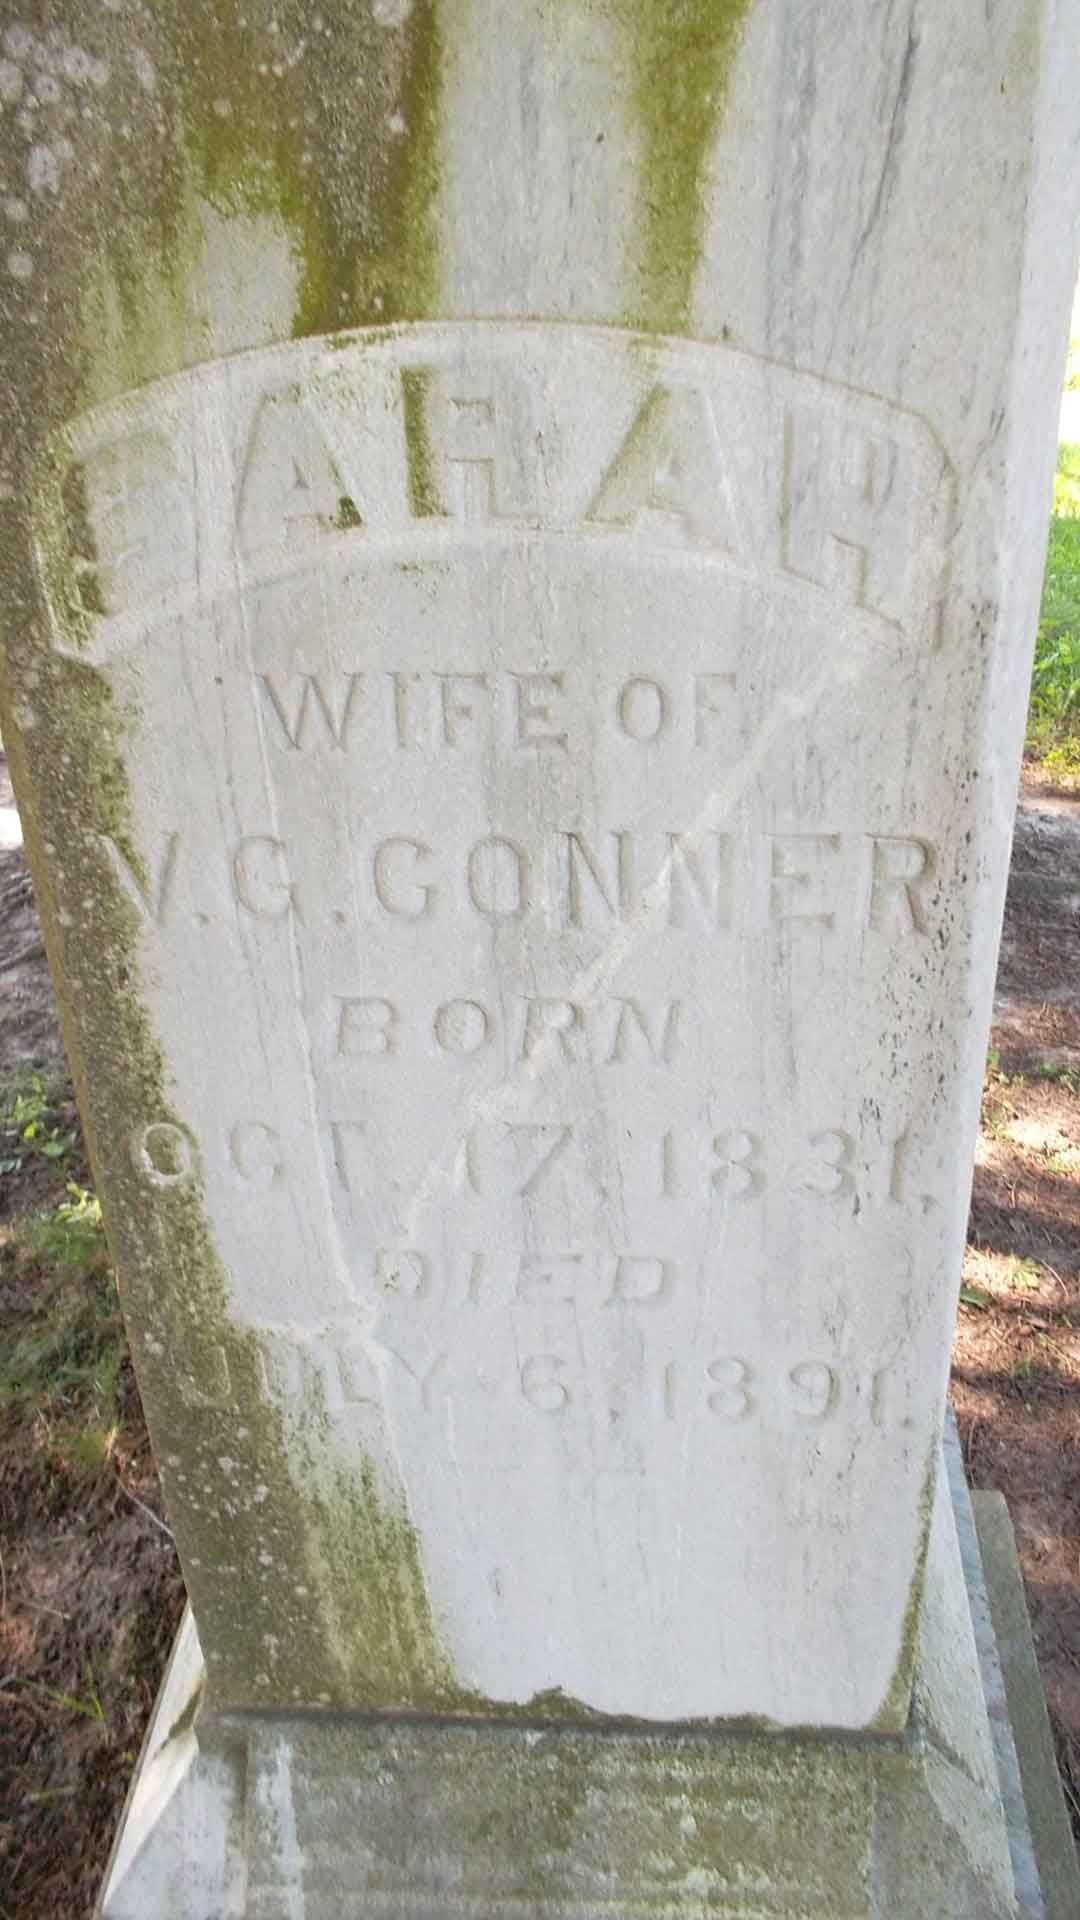 SARAH
WIFE OF
V. G. CONNER
BORN
OCT. 17. 1831.
DIED
JULY 6. 1891.